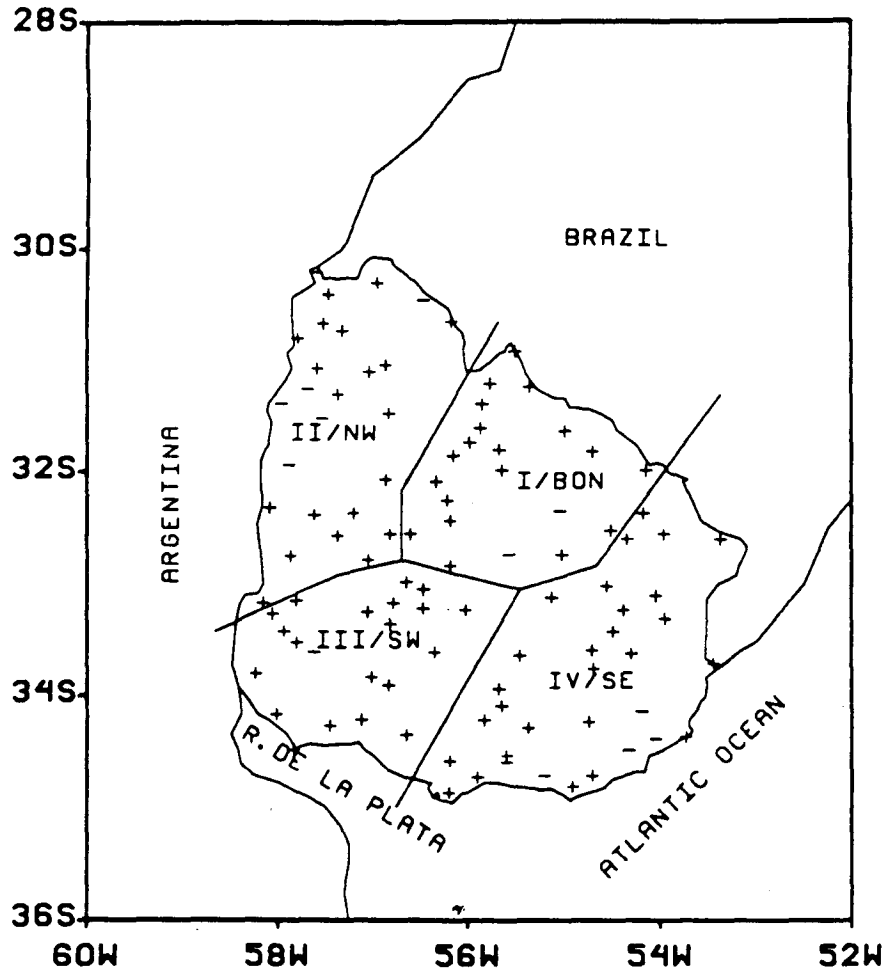 28S
30S
BRAZIL
II/NW
32S
I/BON
ARGENTINA
III/SW
34S
IV/SE
R. DE LA PLATA
ATLANTIC OCEAN
36S
60W 58W 56W 54W 52W